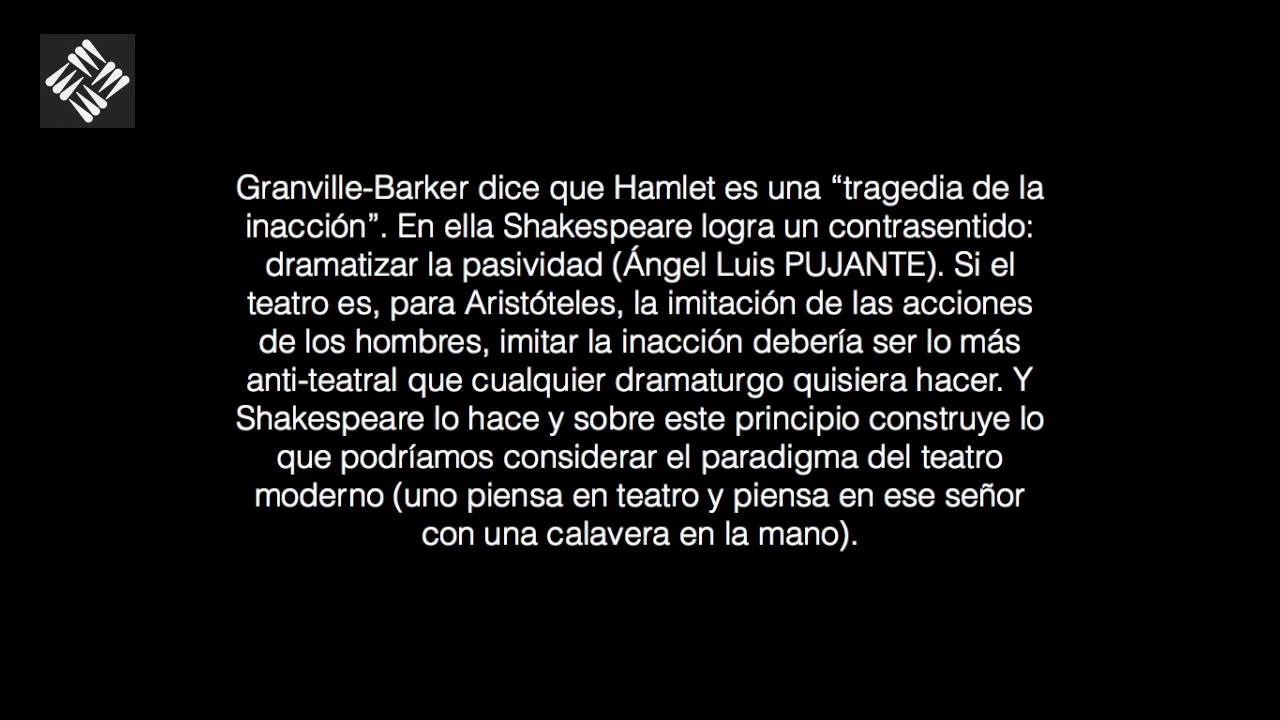 Granville-Barker dice que Hamlet es una “tragedia de la
inacción”. En ella Shakespeare logra un contrasentido:
dramatizar la pasividad (Ángel Luis PUJANTE). Si el
teatro es, para Aristóteles, la imitación de las acciones
de los hombres, imitar la inacción debería ser lo más
anti-teatral que cualquier dramaturgo quisiera hacer. Y
Shakespeare lo hace y sobre este principio construye lo
que podríamos considerar el paradigma del teatro
moderno (uno piensa en teatro y piensa en ese señor
con una calavera en la mano).